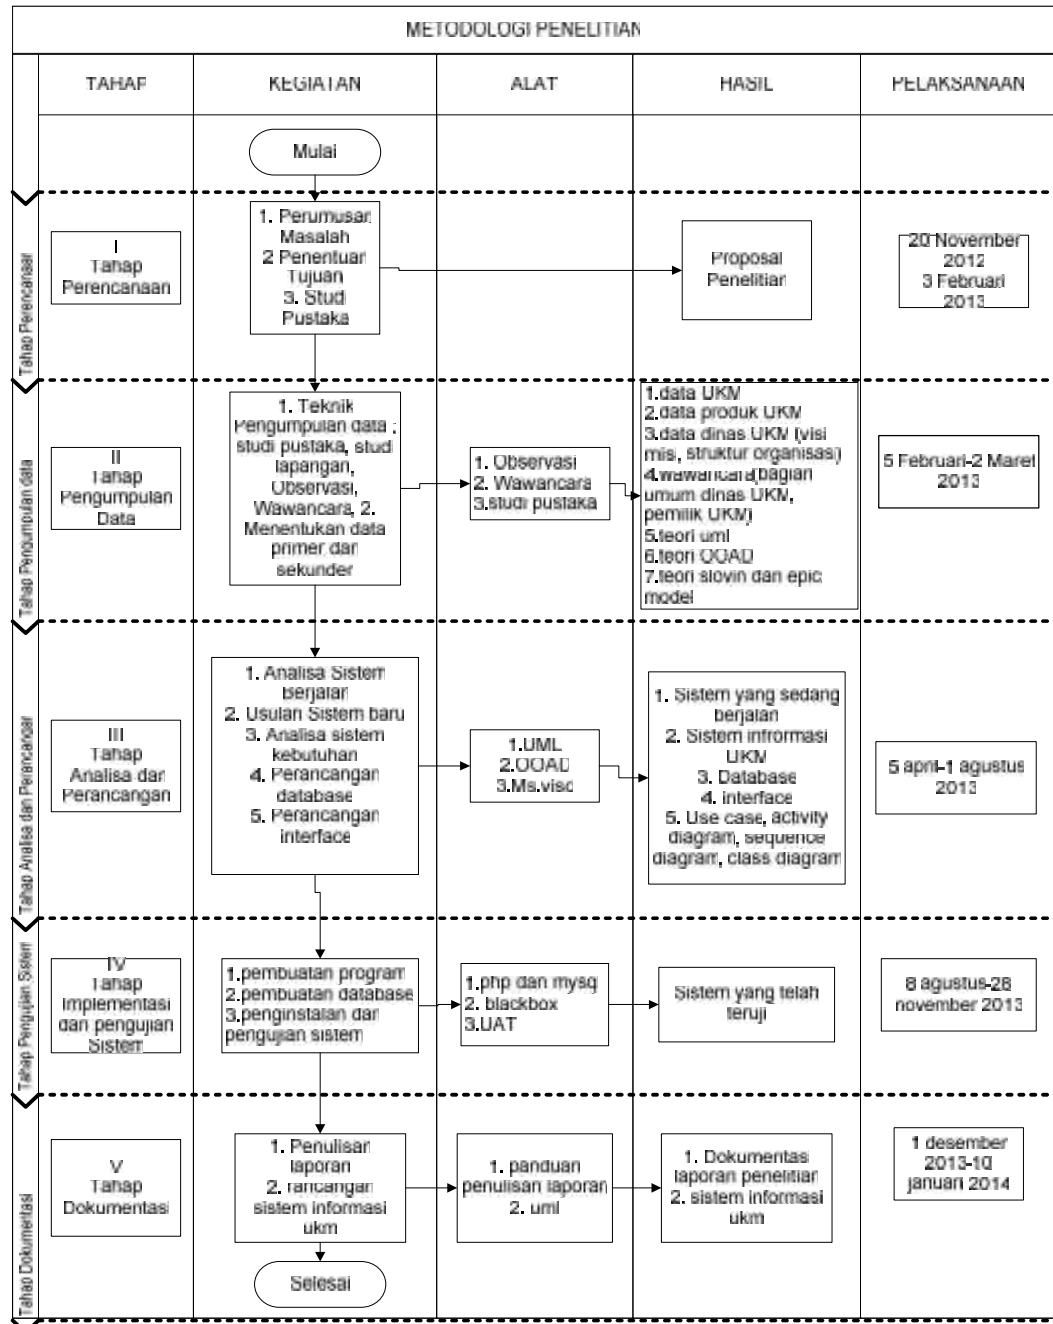 METODOLOGI PENELITIAN
TAHAP
KEGIATAN
ALAT
HASIL
PELAKSANAAN
Mulai
Tahap Perencanaan
I
Tahap
Perencanaan
1. Perumusan
Masalah
2 Penentuan
Tujuan
3. Studi
Pustaka
Proposal
Penelitian
20 November
2012
3 Februari
2013
Tahap Pengumpulan data
II
Tahap
Pengumpulan
Data
1. Teknik
Pengumpulan data :
studi pustaka, studi
lapangan,
Observasi,
Wawancara, 2.
Menentukan data
primer dan
sekunder
1. Observasi
2. Wawancara
3.studi pustaka
1.data UKM
2.data produk UKM
3.data dinas UKM (visi
misi, struktur organisasi)
4.wawancara(bagian
umum dinas UKM,
pemilik UKM)
5.teori uml
6.teori OOAD
7.teori slovin dan epic
model
5 Februari-2 Maret
2013
Tahap Analisa dan Perancangan
III
Tahap
Analisa dan
Perancangan
1. Analisa Sistem
Berjalan
2. Usulan Sistem baru
3. Analisa sistem
kebutuhan
4. Perancangan
database
5. Perancangan
interface
1.UML
2.OOAD
3.Ms.visio
1. Sistem yang sedang
berjalan
2. Sistem infrormasi
UKM
3. Database
4. interface
5. Use case, activity
diagram, sequence
diagram, class diagram
5 april-1 agustus
2013
Tahap Pengujian Sistem
IV
Tahap
Implementasi
dan pengujian
Sistem
1.pembuatan program
2.pembuatan database
3.penginstalan dan
pengujian sistem
1.php dan mysql
2. blackbox
3.UAT
Sistem yang telah
teruji
8 agustus-28
november 2013
Tahap Dokumentasi
V
Tahap
Dokumentasi
1. Penulisan
laporan
2. rancangan
sistem informasi
ukm
1. panduan
penulisan laporan
2. uml
1. Dokumentasi
laporan penelitian
2. sistem informasi
ukm
1 desember
2013-10
januari 2014
Selesai